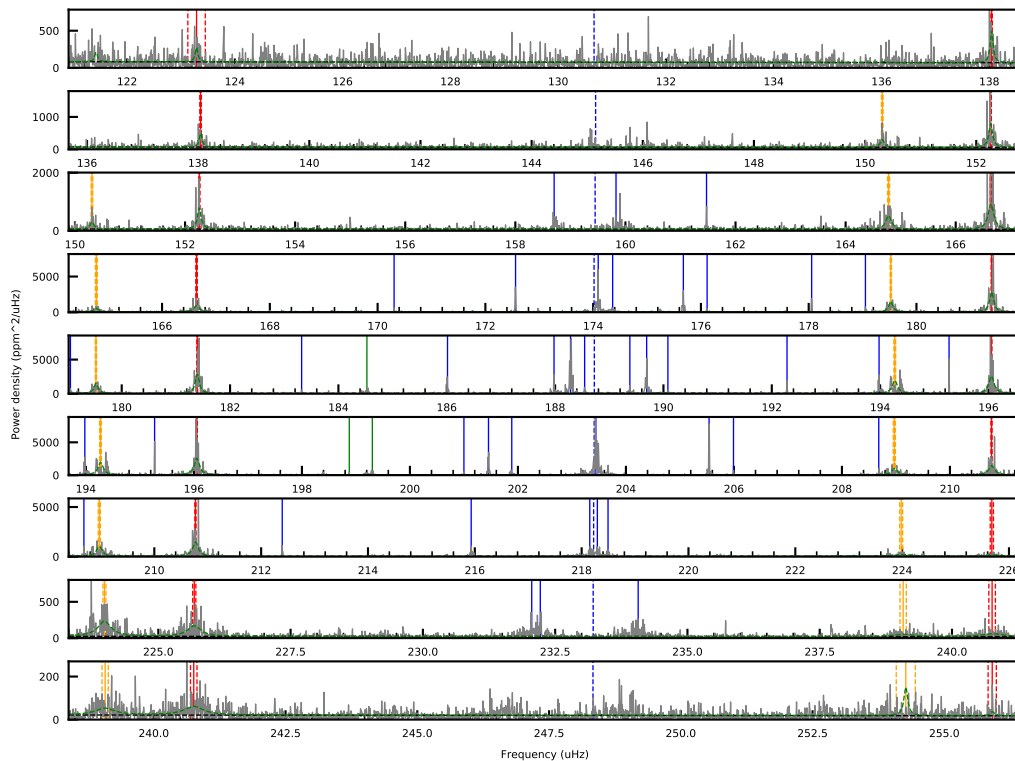 500
0
122 124 126 128 130 132 134 136 138
1000
0
136 138 140 142 144 146 148 150 152
2000
0
150 152 154 156 158 160 162 164 166
5000
0
166 168 170 172 174 176 178 180
5000
0
180 182 184 186 188 190 192 194 196
5000
0
194 196 198 200 202 204 206 208 210
5000
0
210 212 214 216 218 220 222 224 226
500
0
225.0 227.5 230.0 232.5 235.0 237.5 240.0
200
0
240.0 242.5 245.0 247.5 250.0 252.5 255.0
Power density (ppm^2/uHz)
Frequency (uHz)